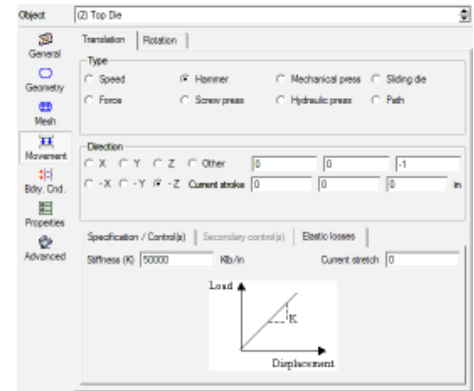 Object (2) Top Die
General
Geometry
Mesh
Movement
Bdy. Cnd.
Properties
Advanced
Translation Rotation
Type
Speed Hammer Mechanical press Sliding die
Force Screw press Hydraulic press Path
Direction
X Y Z Other 0 0 -1
-X -Y -Z Current stroke 0 0 0 in
Specification / Control(s) Secondary control(s) Elastic losses
Stiffness (K) 50000 Klb/in Current stretch 0
Load
K
Displacement